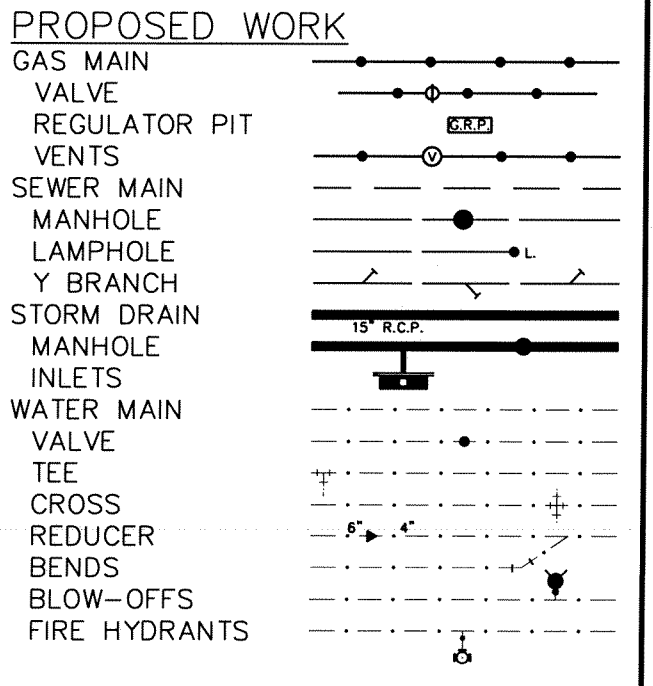 PROPOSED WORK
GAS MAIN
VALVE
REGULATOR PIT G.R.P.
VENTS V
SEWER MAIN
MANHOLE
LAMPHOLE L.
Y BRANCH
STORM DRAIN
15" R.C.P.
MANHOLE
INLETS
WATER MAIN
VALVE
TEE
CROSS
REDUCER 6" 4"
BENDS
BLOW-OFFS
FIRE HYDRANTS